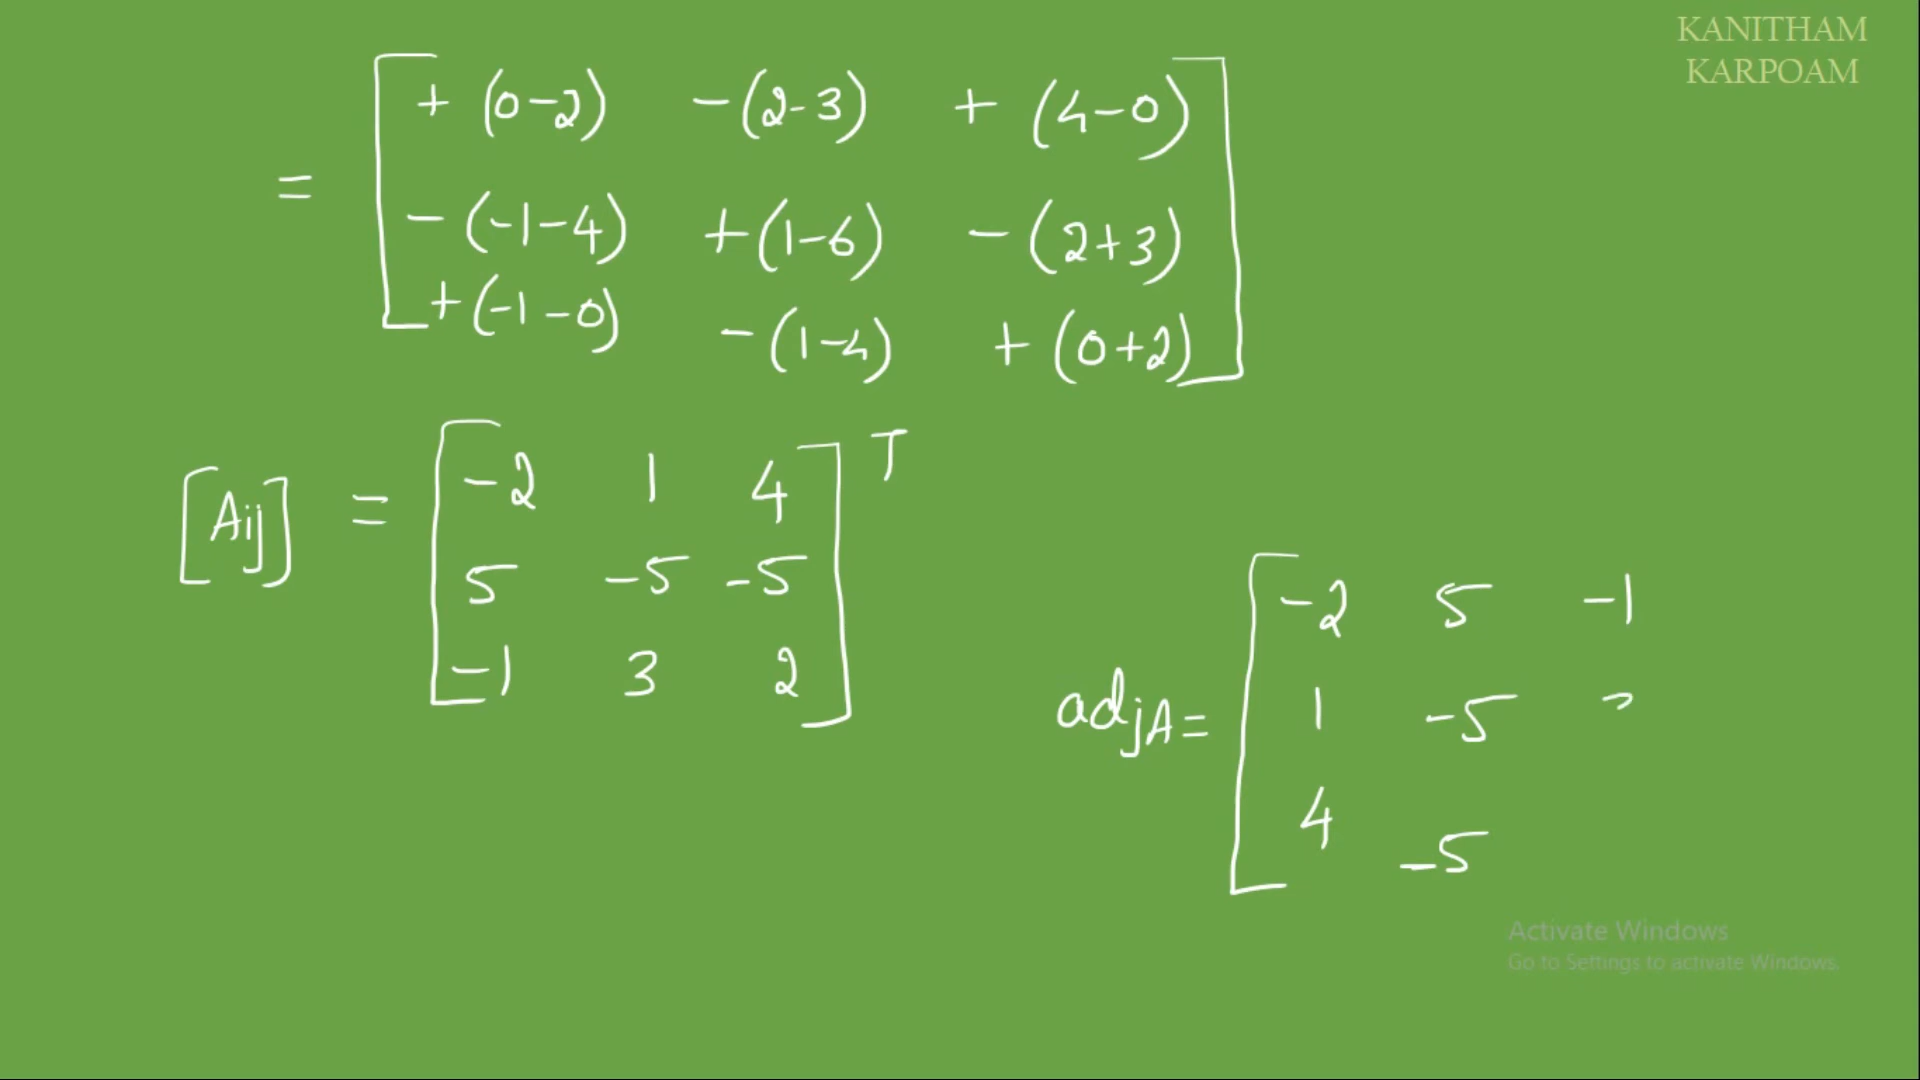 KANITHAM
KARPOAM
+ (0-2) -(2-3) + (4-0)
= -(-1-4) +(1-6) -(2+3)
+(-1-0) -(1-4) + (0+2)
-2 1 4 T
[Aij] = 5 -5 -5
-1 3 2
-2 5 -1
adjA= 1 -5
4 -5
Activate Windows
Go to Settings to activate Windows.